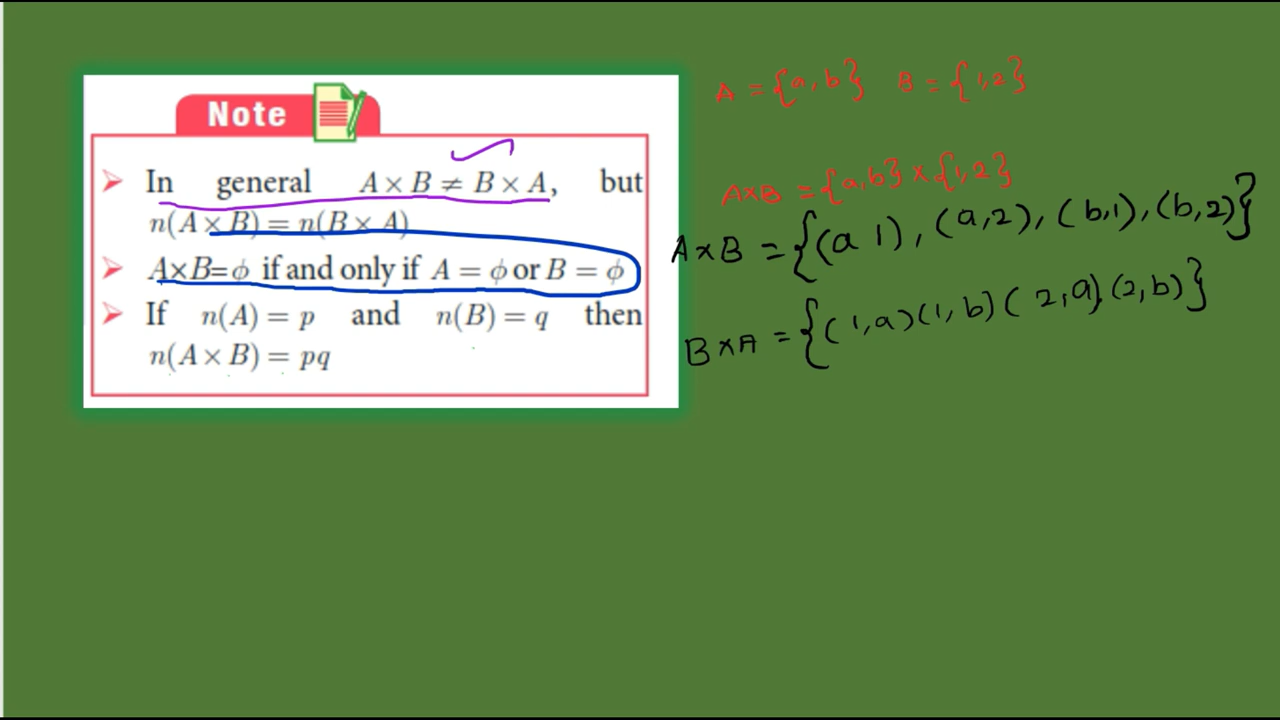 Note
➢ In general A × B ≠ B × A, but
n(A × B) = n(B × A)
➢ A×B=ϕ if and only if A = ϕ or B = ϕ
➢ If n(A) = p and n(B) = q then
n(A × B) = pq
A = {a, b} B = {1,2}
A×B = {a,b} × {1,2}
A × B = {(a 1), (a,2), (b,1), (b,2)}
B × A = {(1,a)(1,b)(2,a),(2,b)}